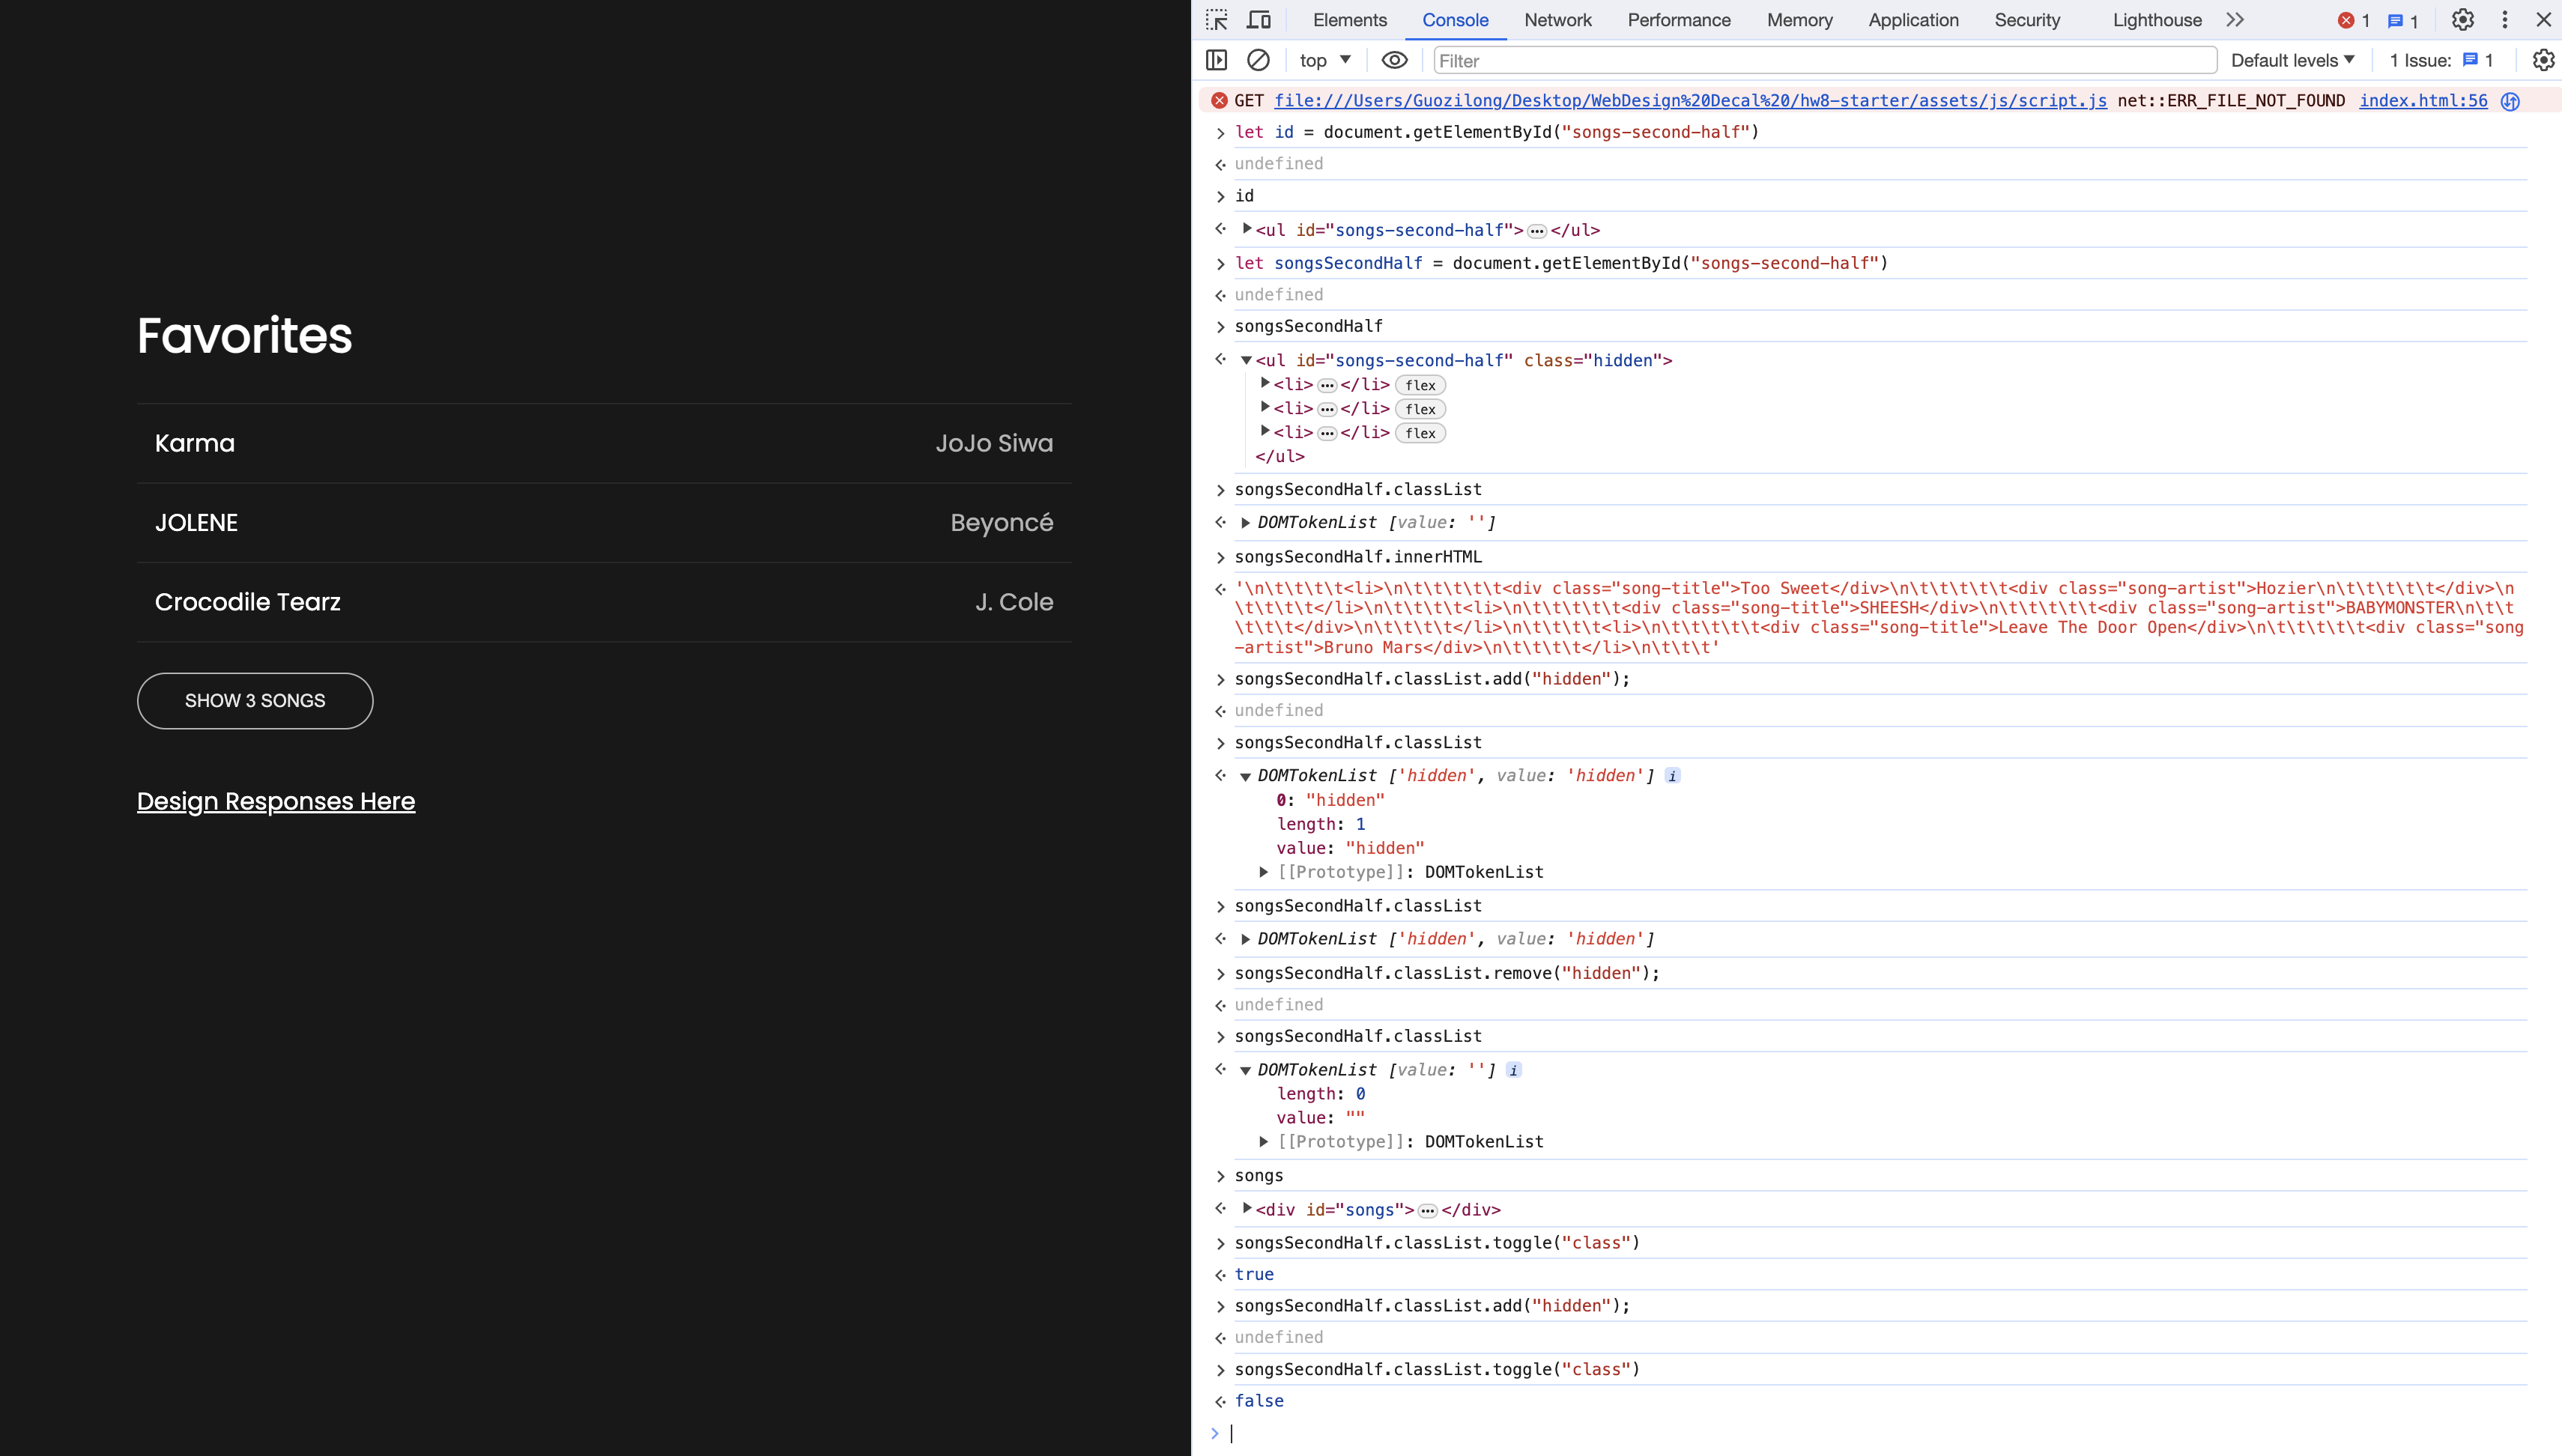 Favorites
Karma JoJo Siwa
JOLENE Beyoncé
Crocodile Tearz J. Cole
SHOW 3 SONGS
Design Responses Here
Elements Console Network Performance Memory Application Security Lighthouse 1 1
top Filter Default levels 1 Issue: 1
GET file:///Users/Guozilong/Desktop/WebDesign%20Decal%20/hw8-starter/assets/js/script.js net::ERR_FILE_NOT_FOUND index.html:56
let id = document.getElementById("songs-second-half")
undefined
id
<ul id="songs-second-half">…</ul>
let songsSecondHalf = document.getElementById("songs-second-half")
undefined
songsSecondHalf
<ul id="songs-second-half" class="hidden">
<li>…</li> flex
<li>…</li> flex
<li>…</li> flex
</ul>
songsSecondHalf.classList
DOMTokenList [value: '']
songsSecondHalf.innerHTML
'\n\t\t\t\t\t<li>\n\t\t\t\t\t\t<div class="song-title">Too Sweet</div>\n\t\t\t\t\t\t<div class="song-artist">Hozier\n\t\t\t\t\t\t</div>\n
\t\t\t\t\t</li>\n\t\t\t\t\t<li>\n\t\t\t\t\t\t<div class="song-title">SHEESH</div>\n\t\t\t\t\t\t<div class="song-artist">BABYMONSTER\n\t\t
\t\t\t\t</div>\n\t\t\t\t\t</li>\n\t\t\t\t\t<li>\n\t\t\t\t\t\t<div class="song-title">Leave The Door Open</div>\n\t\t\t\t\t\t<div class="song
-artist">Bruno Mars</div>\n\t\t\t\t\t</li>\n\t\t\t\t'
songsSecondHalf.classList.add("hidden");
undefined
songsSecondHalf.classList
DOMTokenList ['hidden', value: 'hidden'] i
0: "hidden"
length: 1
value: "hidden"
[[Prototype]]: DOMTokenList
songsSecondHalf.classList
DOMTokenList ['hidden', value: 'hidden']
songsSecondHalf.classList.remove("hidden");
undefined
songsSecondHalf.classList
DOMTokenList [value: ''] i
length: 0
value: ""
[[Prototype]]: DOMTokenList
songs
<div id="songs">…</div>
songsSecondHalf.classList.toggle("class")
true
songsSecondHalf.classList.add("hidden");
undefined
songsSecondHalf.classList.toggle("class")
false